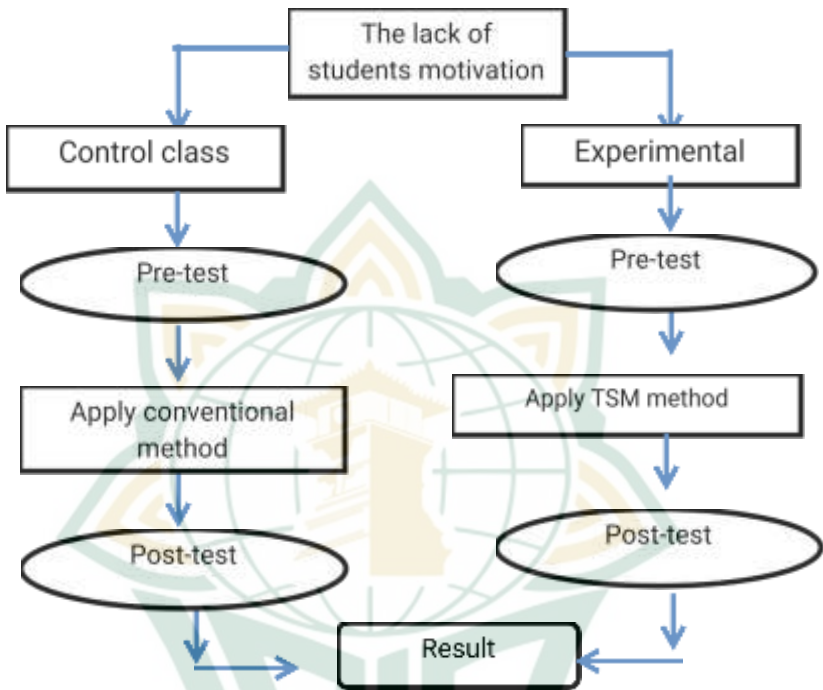 The lack of
students motivation
Control class
Experimental
Pre-test
Pre-test
Apply conventional
method
Apply TSM method
Post-test
Post-test
Result